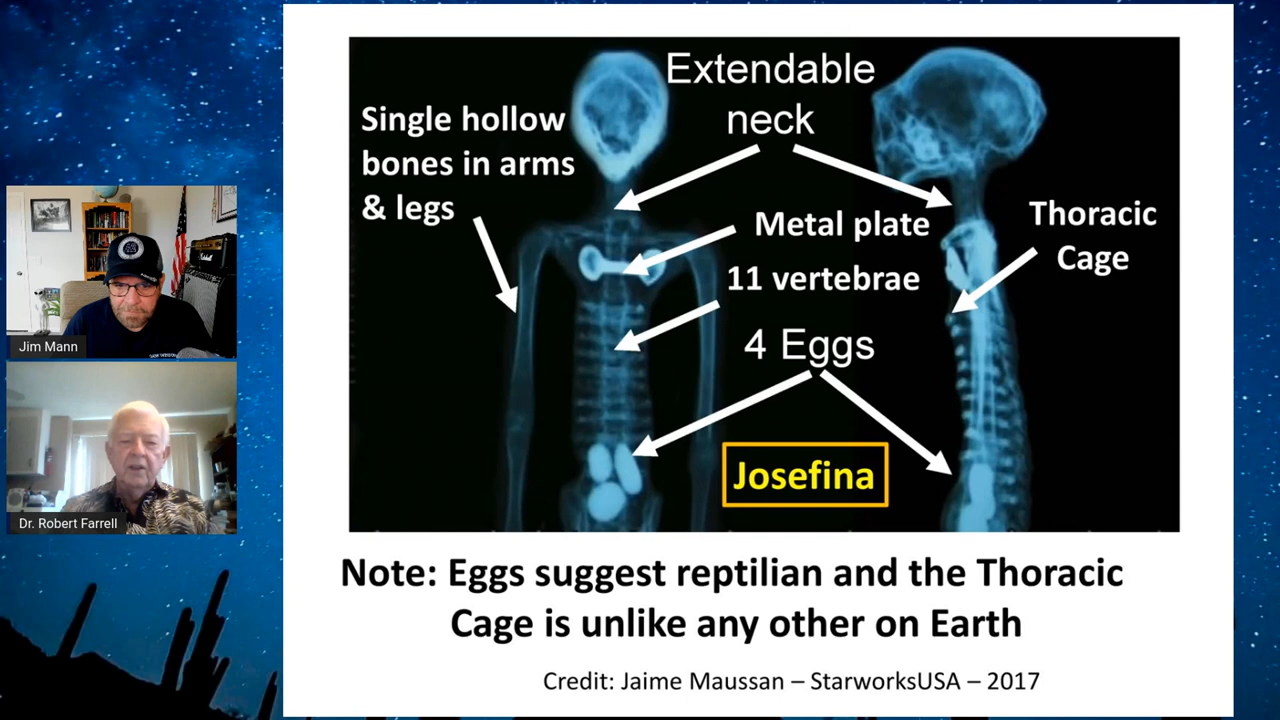 Extendable
neck
Single hollow
bones in arms
& legs
Metal plate
Thoracic
Cage
11 vertebrae
4 Eggs
Josefina
Jim Mann
Dr. Robert Farrell
Note: Eggs suggest reptilian and the Thoracic
Cage is unlike any other on Earth
Credit: Jaime Maussan – StarworksUSA – 2017